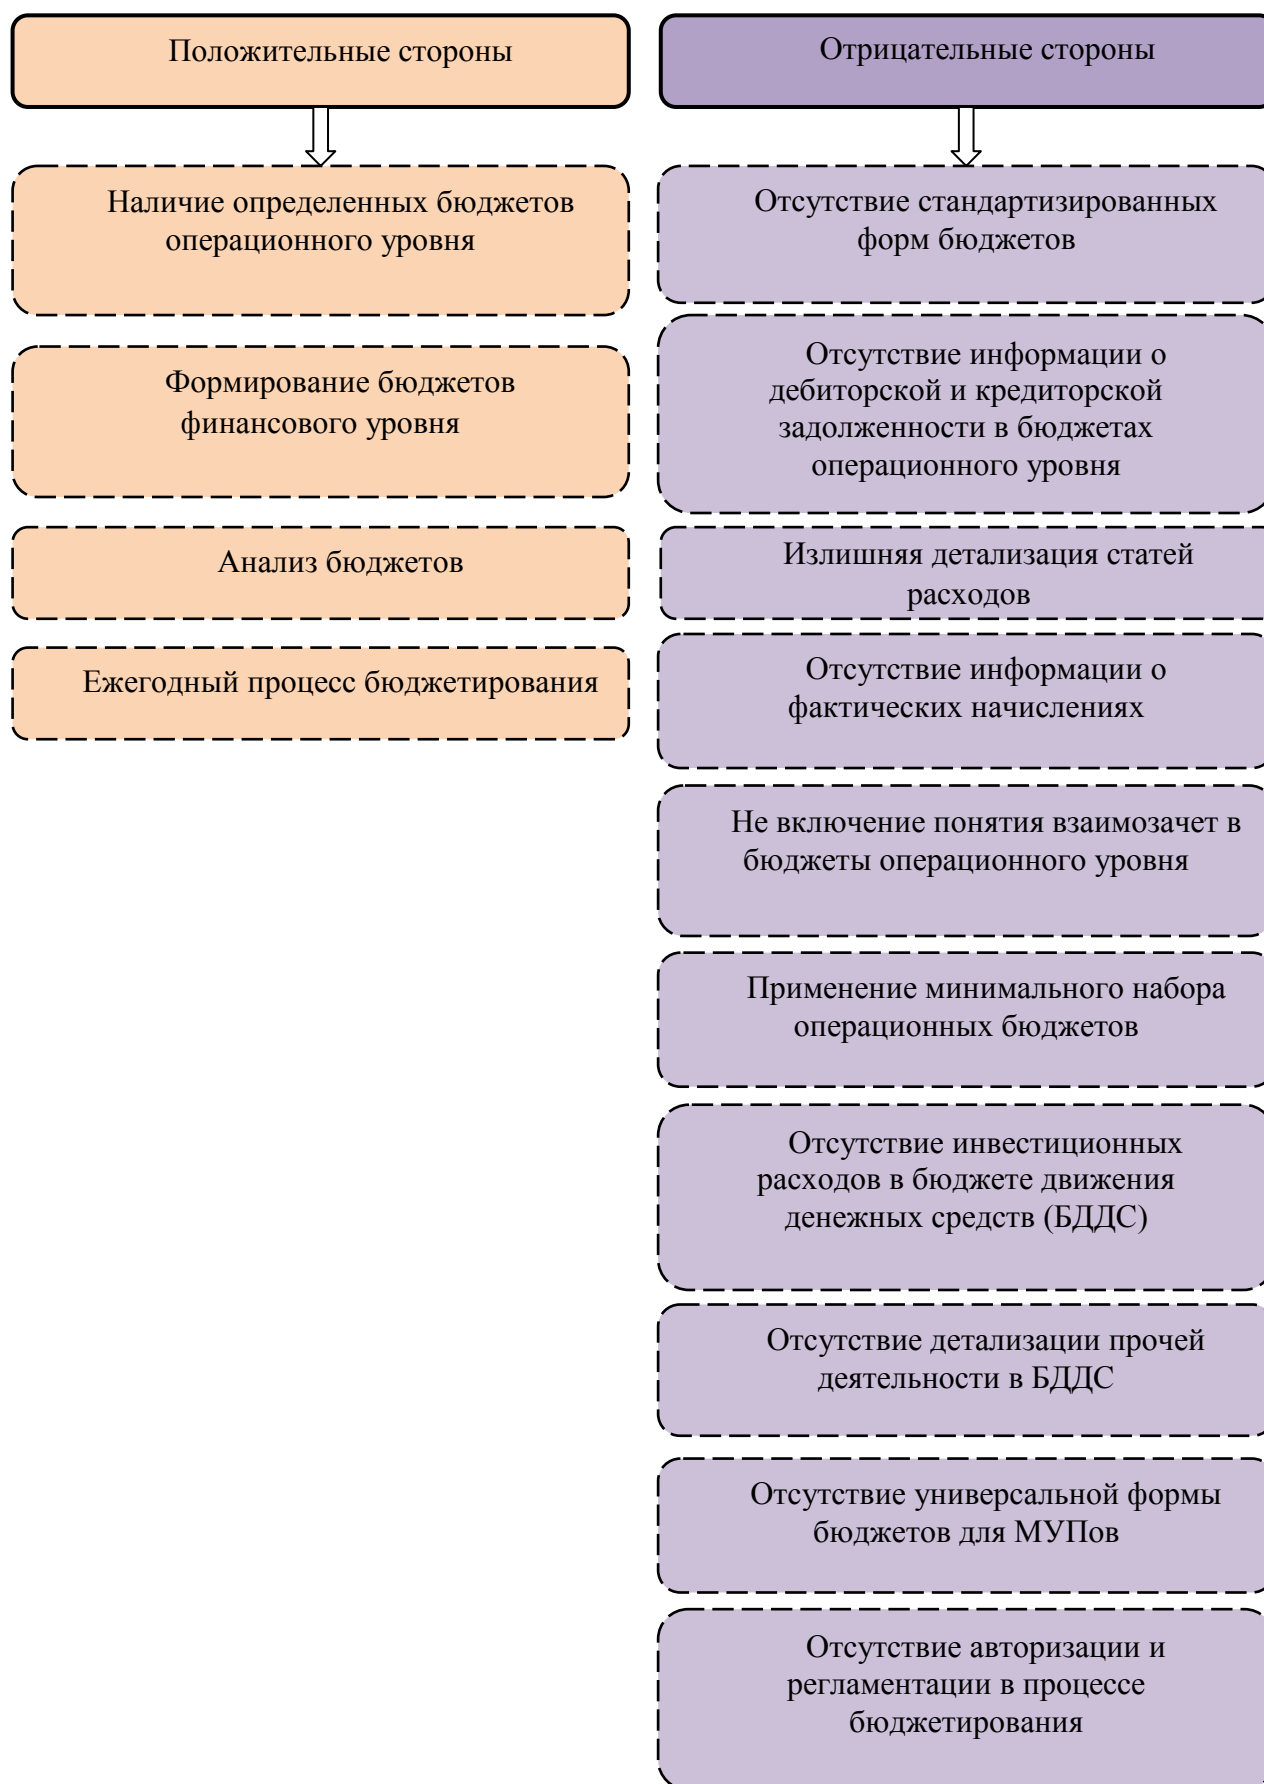 Положительные стороны
Наличие определенных бюджетов
операционного уровня
Формирование бюджетов
финансового уровня
Анализ бюджетов
Ежегодный процесс бюджетирования
Отрицательные стороны
Отсутствие стандартизированных
форм бюджетов
Отсутствие информации о
дебиторской и кредиторской
задолженности в бюджетах
операционного уровня
Излишняя детализация статей
расходов
Отсутствие информации о
фактических начислениях
Не включение понятия взаимозачет в
бюджеты операционного уровня
Применение минимального набора
операционных бюджетов
Отсутствие инвестиционных
расходов в бюджете движения
денежных средств (БДДС)
Отсутствие детализации прочей
деятельности в БДДС
Отсутствие универсальной формы
бюджетов для МУПов
Отсутствие авторизации и
регламентации в процессе
бюджетирования